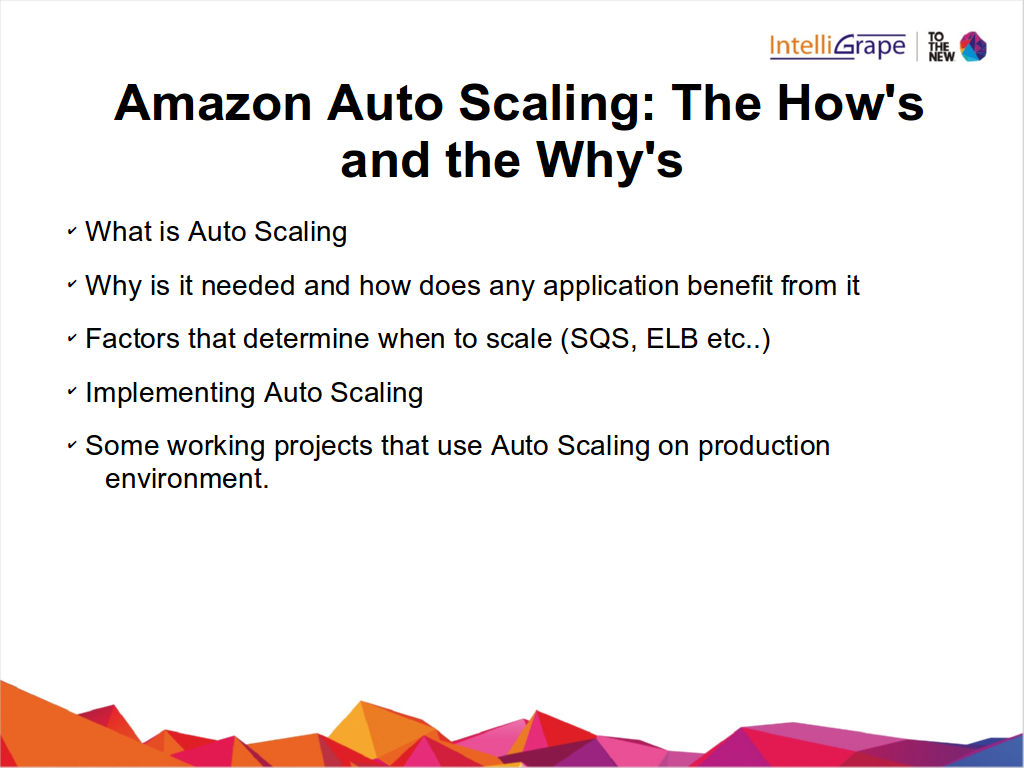 IntelliGrape
TO
THE
NEW
Amazon Auto Scaling: The How's
and the Why's
✔ What is Auto Scaling
✔ Why is it needed and how does any application benefit from it
✔ Factors that determine when to scale (SQS, ELB etc..)
✔ Implementing Auto Scaling
✔ Some working projects that use Auto Scaling on production
environment.